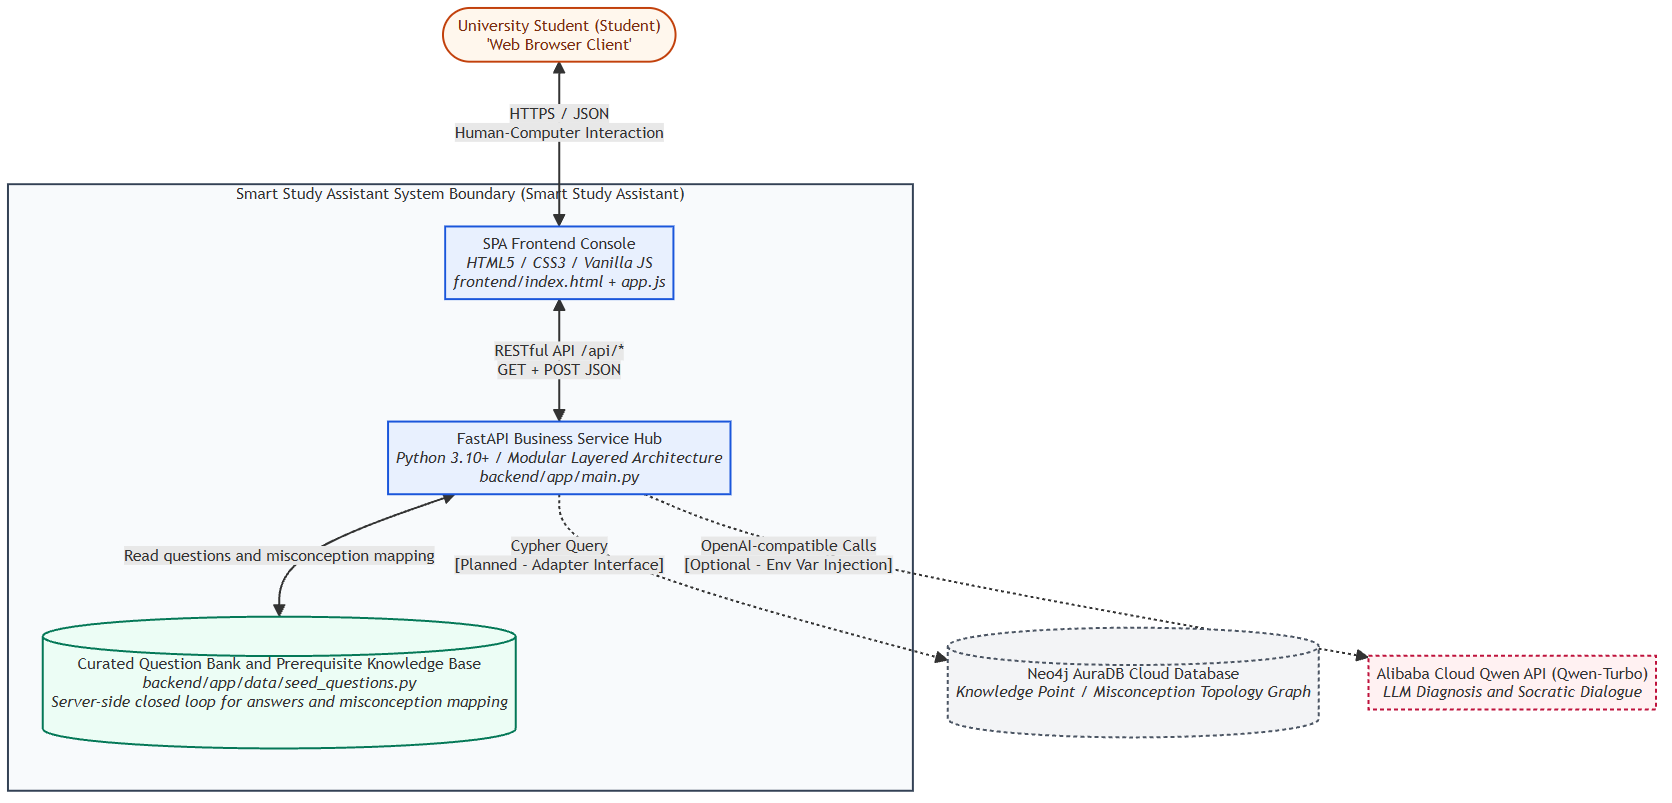 University Student (Student)
'Web Browser Client'
HTTPS / JSON
Human-Computer Interaction
Smart Study Assistant System Boundary (Smart Study Assistant)
SPA Frontend Console
HTML5 / CSS3 / Vanilla JS
frontend/index.html + app.js
RESTful API /api/*
GET + POST JSON
FastAPI Business Service Hub
Python 3.10+ / Modular Layered Architecture
backend/app/main.py
Read questions and misconception mapping
Cypher Query
[Planned - Adapter Interface]
OpenAI-compatible Calls
[Optional - Env Var Injection]
Curated Question Bank and Prerequisite Knowledge Base
backend/app/data/seed_questions.py
Server-side closed loop for answers and misconception mapping
Neo4j AuraDB Cloud Database
Knowledge Point / Misconception Topology Graph
Alibaba Cloud Qwen API (Qwen-Turbo)
LLM Diagnosis and Socratic Dialogue